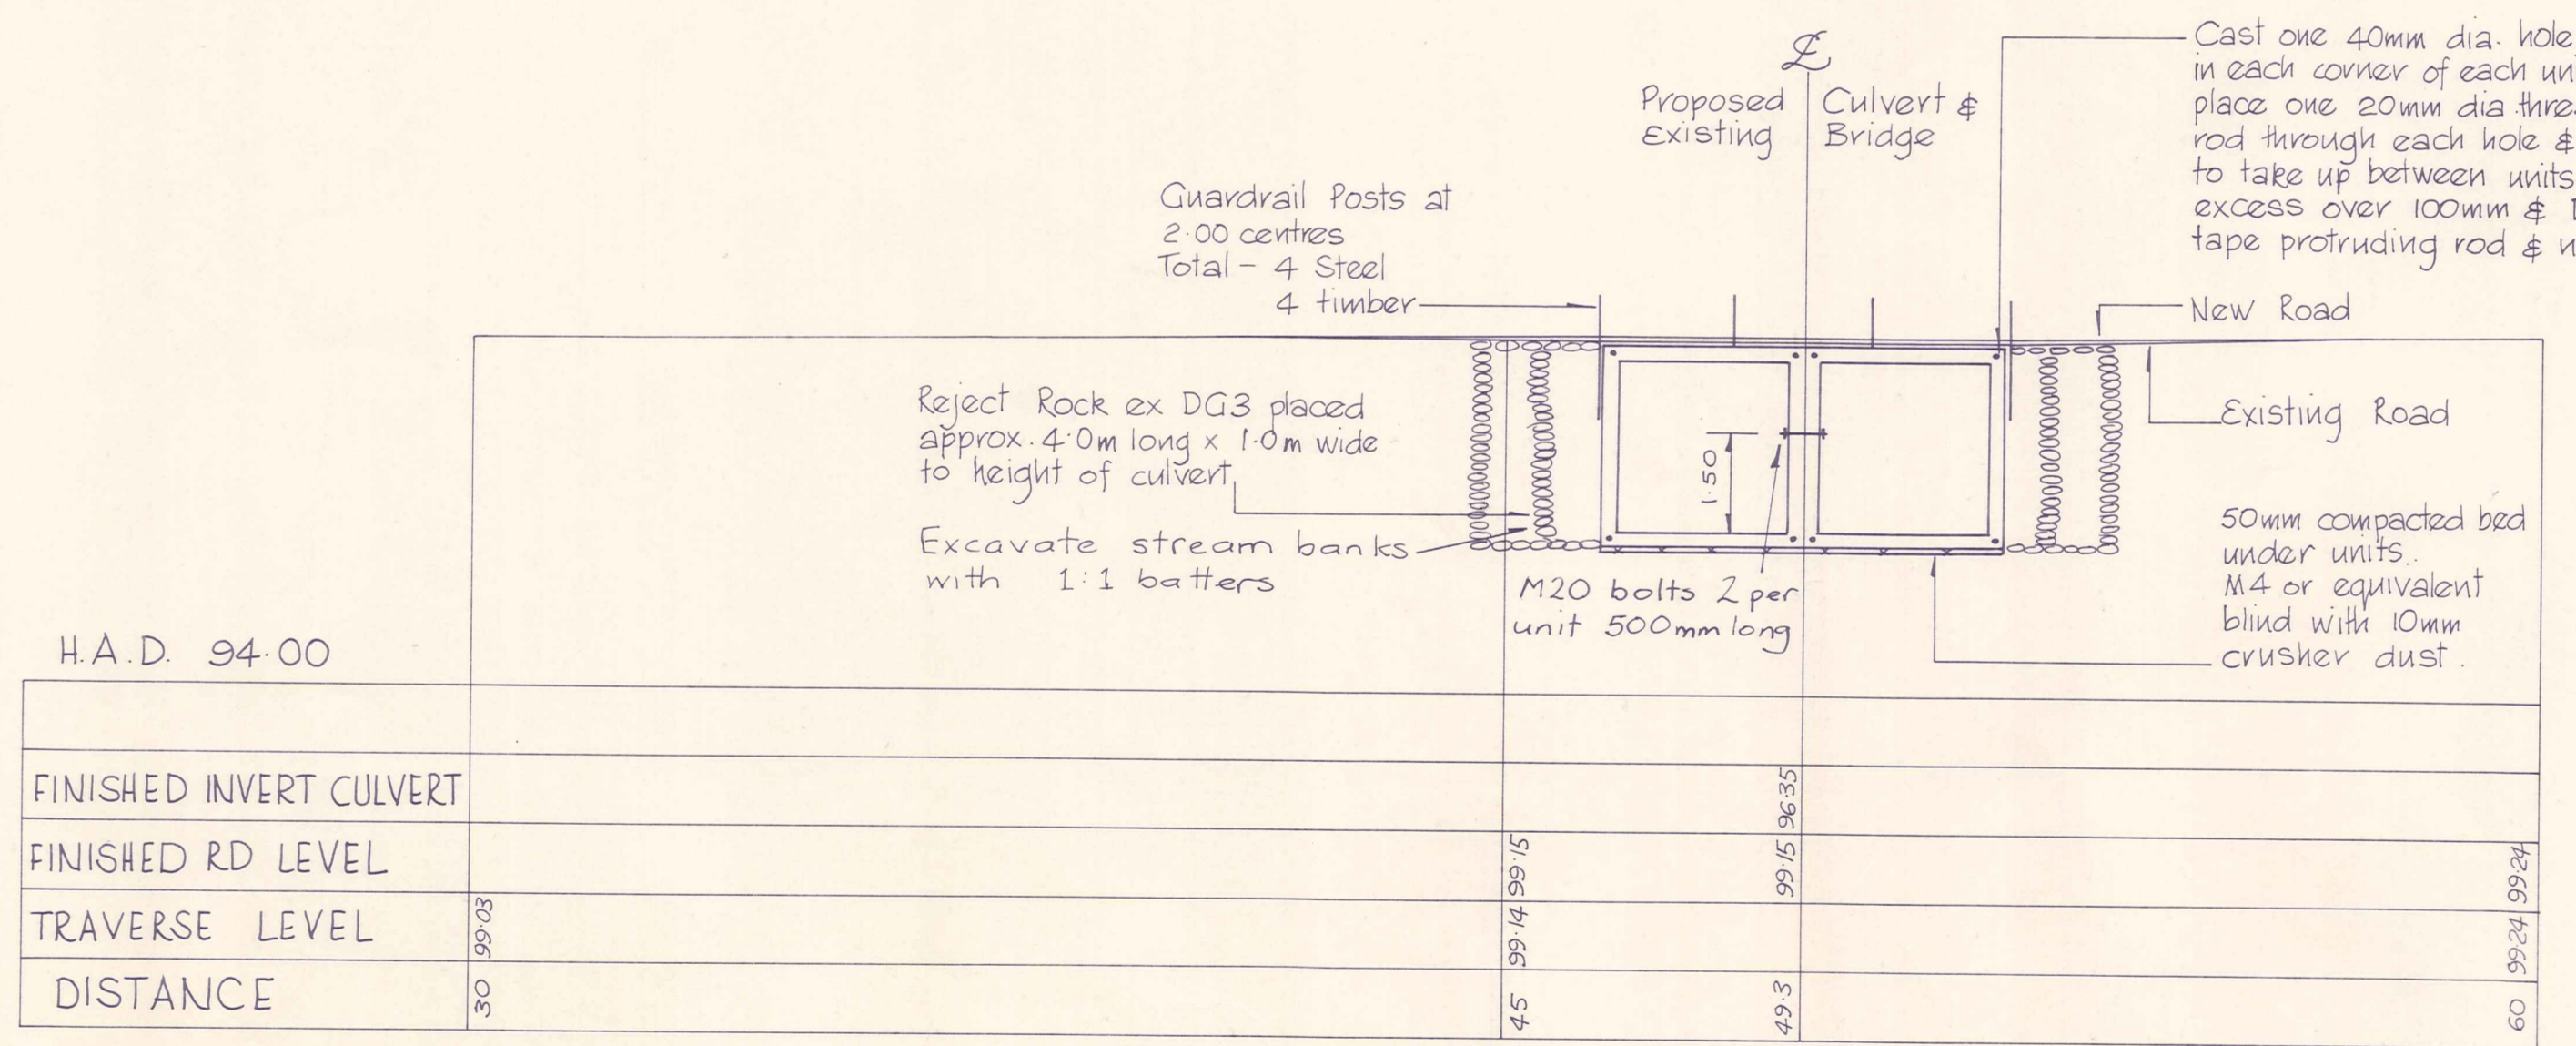 ℄
Proposed Culvert &
Existing Bridge
Cast one 40mm dia. hole
in each corner of each
place one 20mm dia
rod through each hole &
to take up between units
excess over 100mm &
tape protruding rod &
Guardrail Posts at
2·00 centres
Total - 4 Steel
4 timber
New Road
Existing Road
Reject Rock ex DG3 placed
approx. 4·0m long x 1·0m wide
to height of culvert
Excavate stream banks
with 1:1 batters
1·50
M20 bolts 2 per
unit 500mm long
50mm compacted bed
under units.
M4 or equivalent
blind with 10mm
crusher dust.
H.A.D. 94·00
FINISHED INVERT CULVERT 96·35
FINISHED RD LEVEL 99·15 99·15 99·24
TRAVERSE LEVEL 99·03 99·14 99·24
DISTANCE 30 45 49·3 60